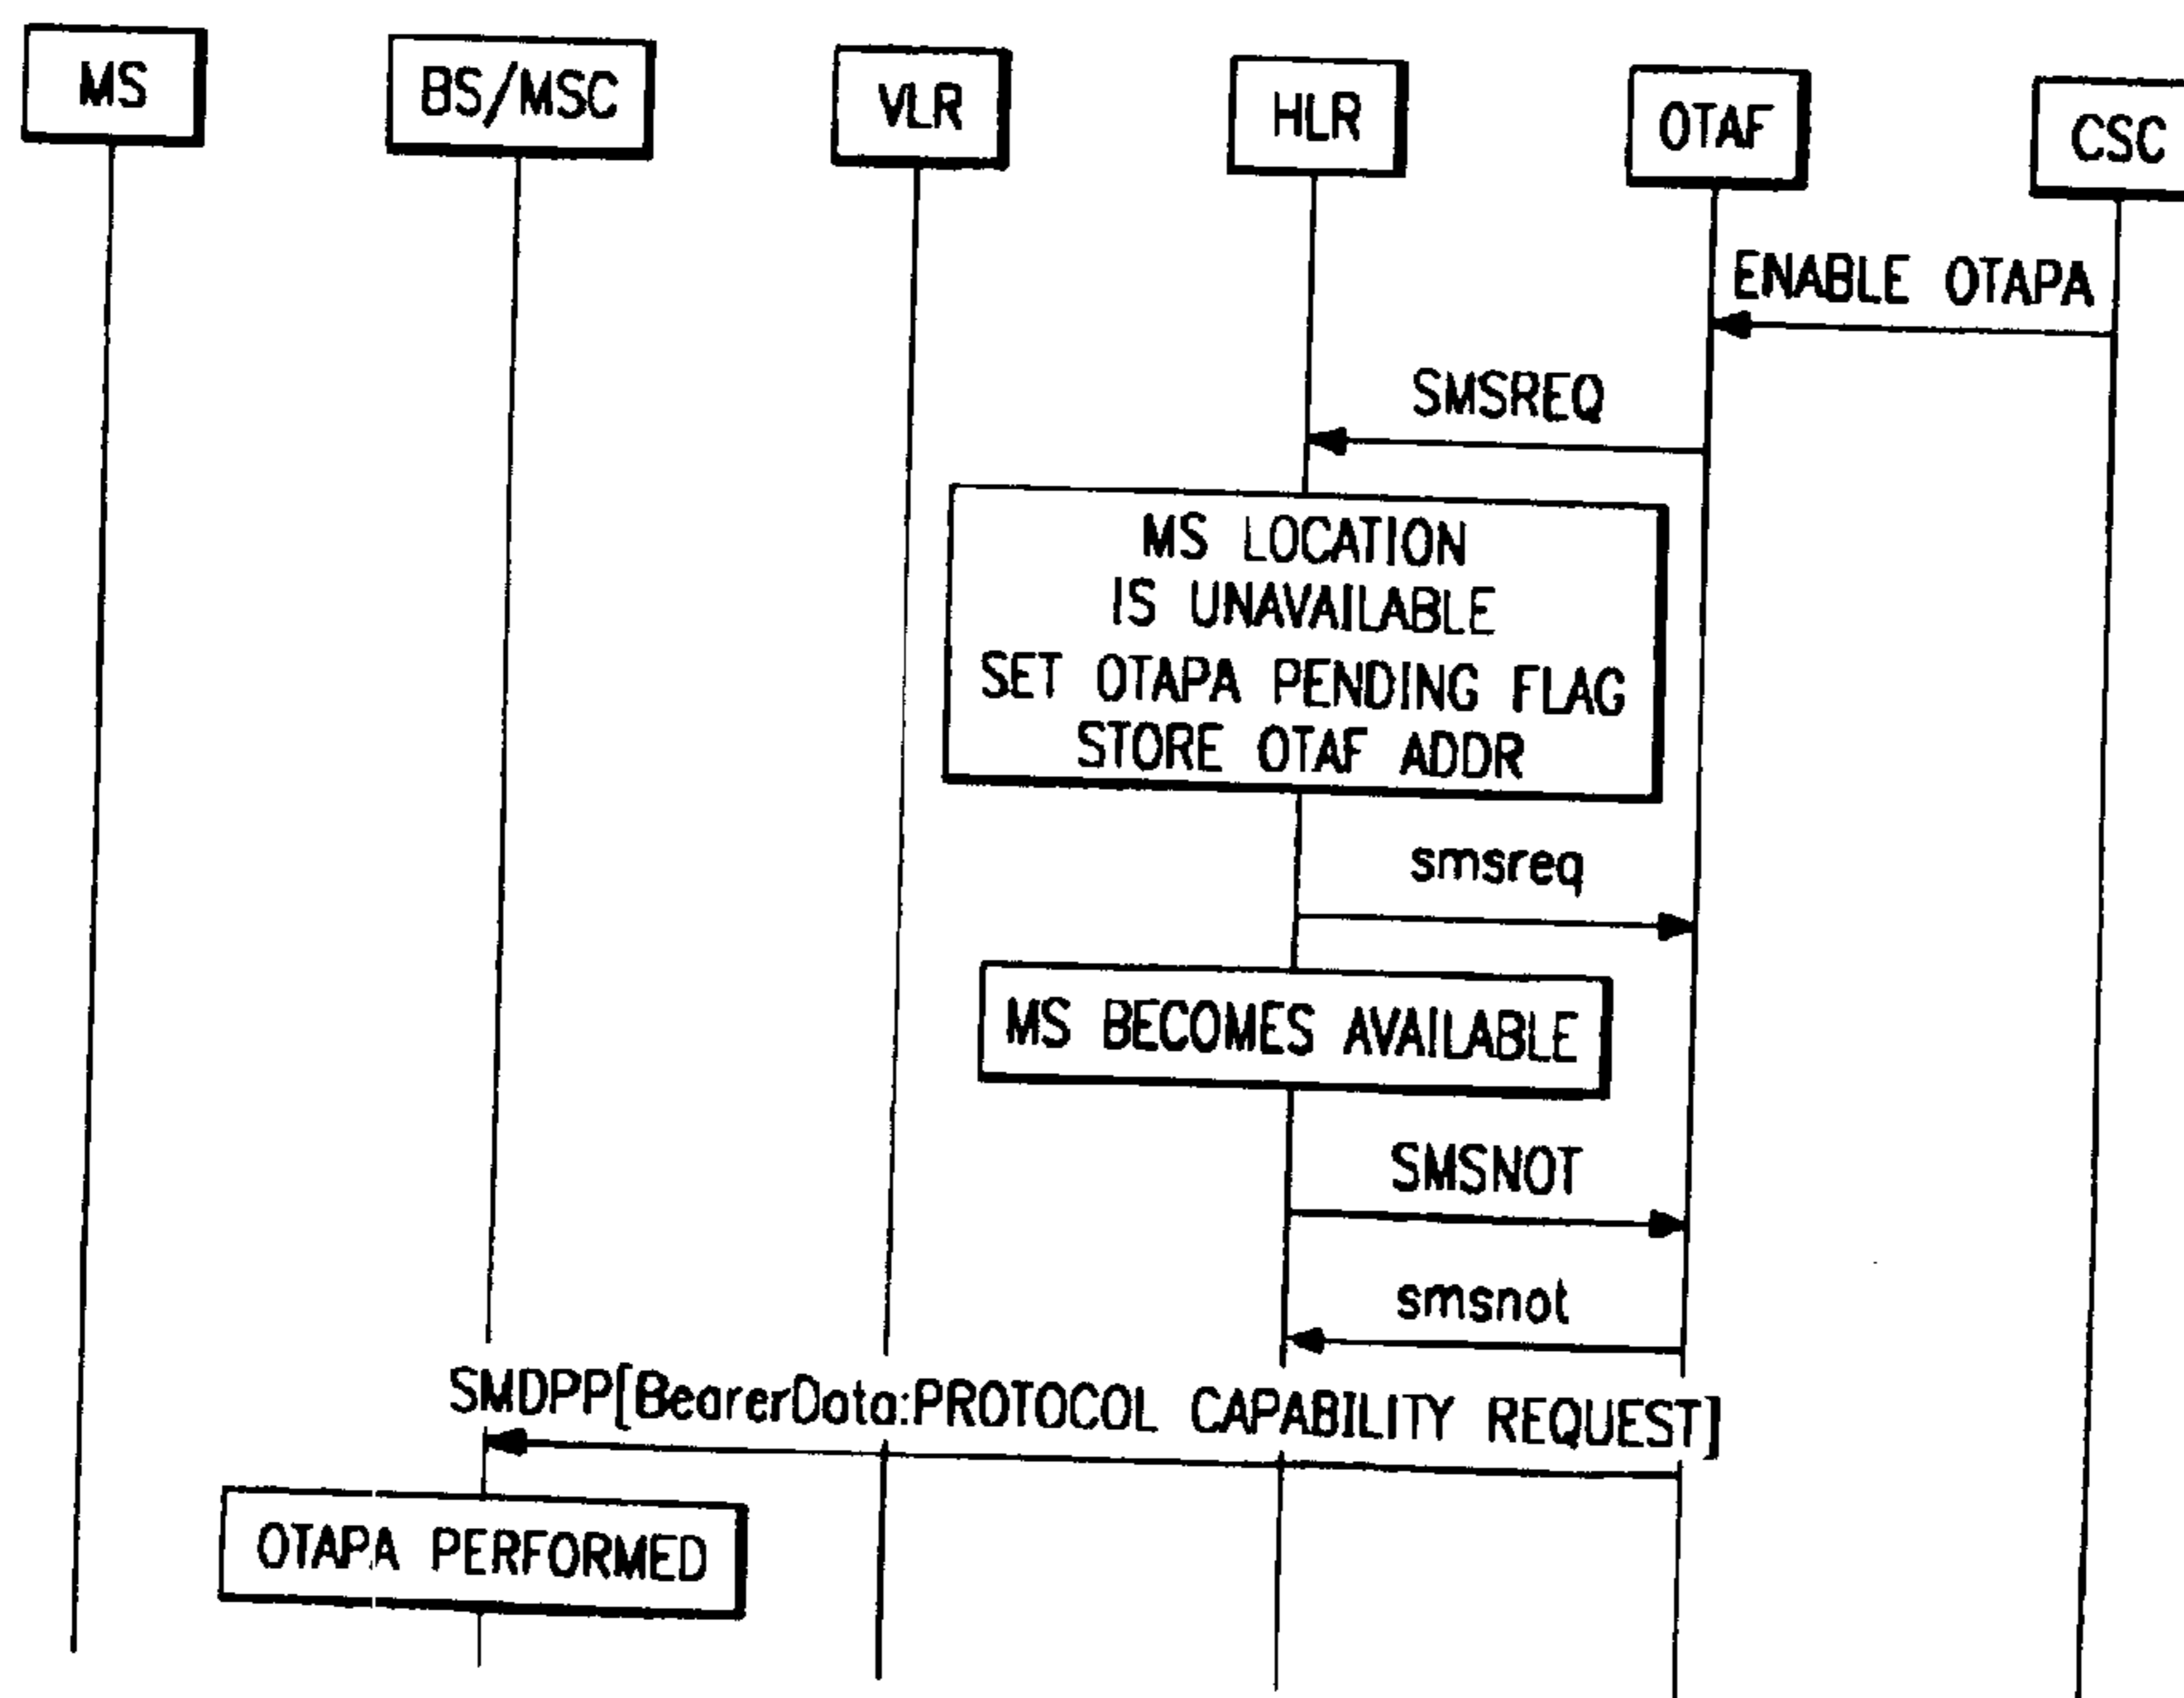 MS
BS/MSC
VLR
HLR
OTAF
CSC
ENABLE OTAPA
SMSREQ
MS LOCATION
IS UNAVAILABLE
SET OTAPA PENDING FLAG
STORE OTAF ADDR
smsreq
MS BECOMES AVAILABLE
SMSNOT
smsnot
SMDPP[BearerData:PROTOCOL CAPABILITY REQUEST]
OTAPA PERFORMED